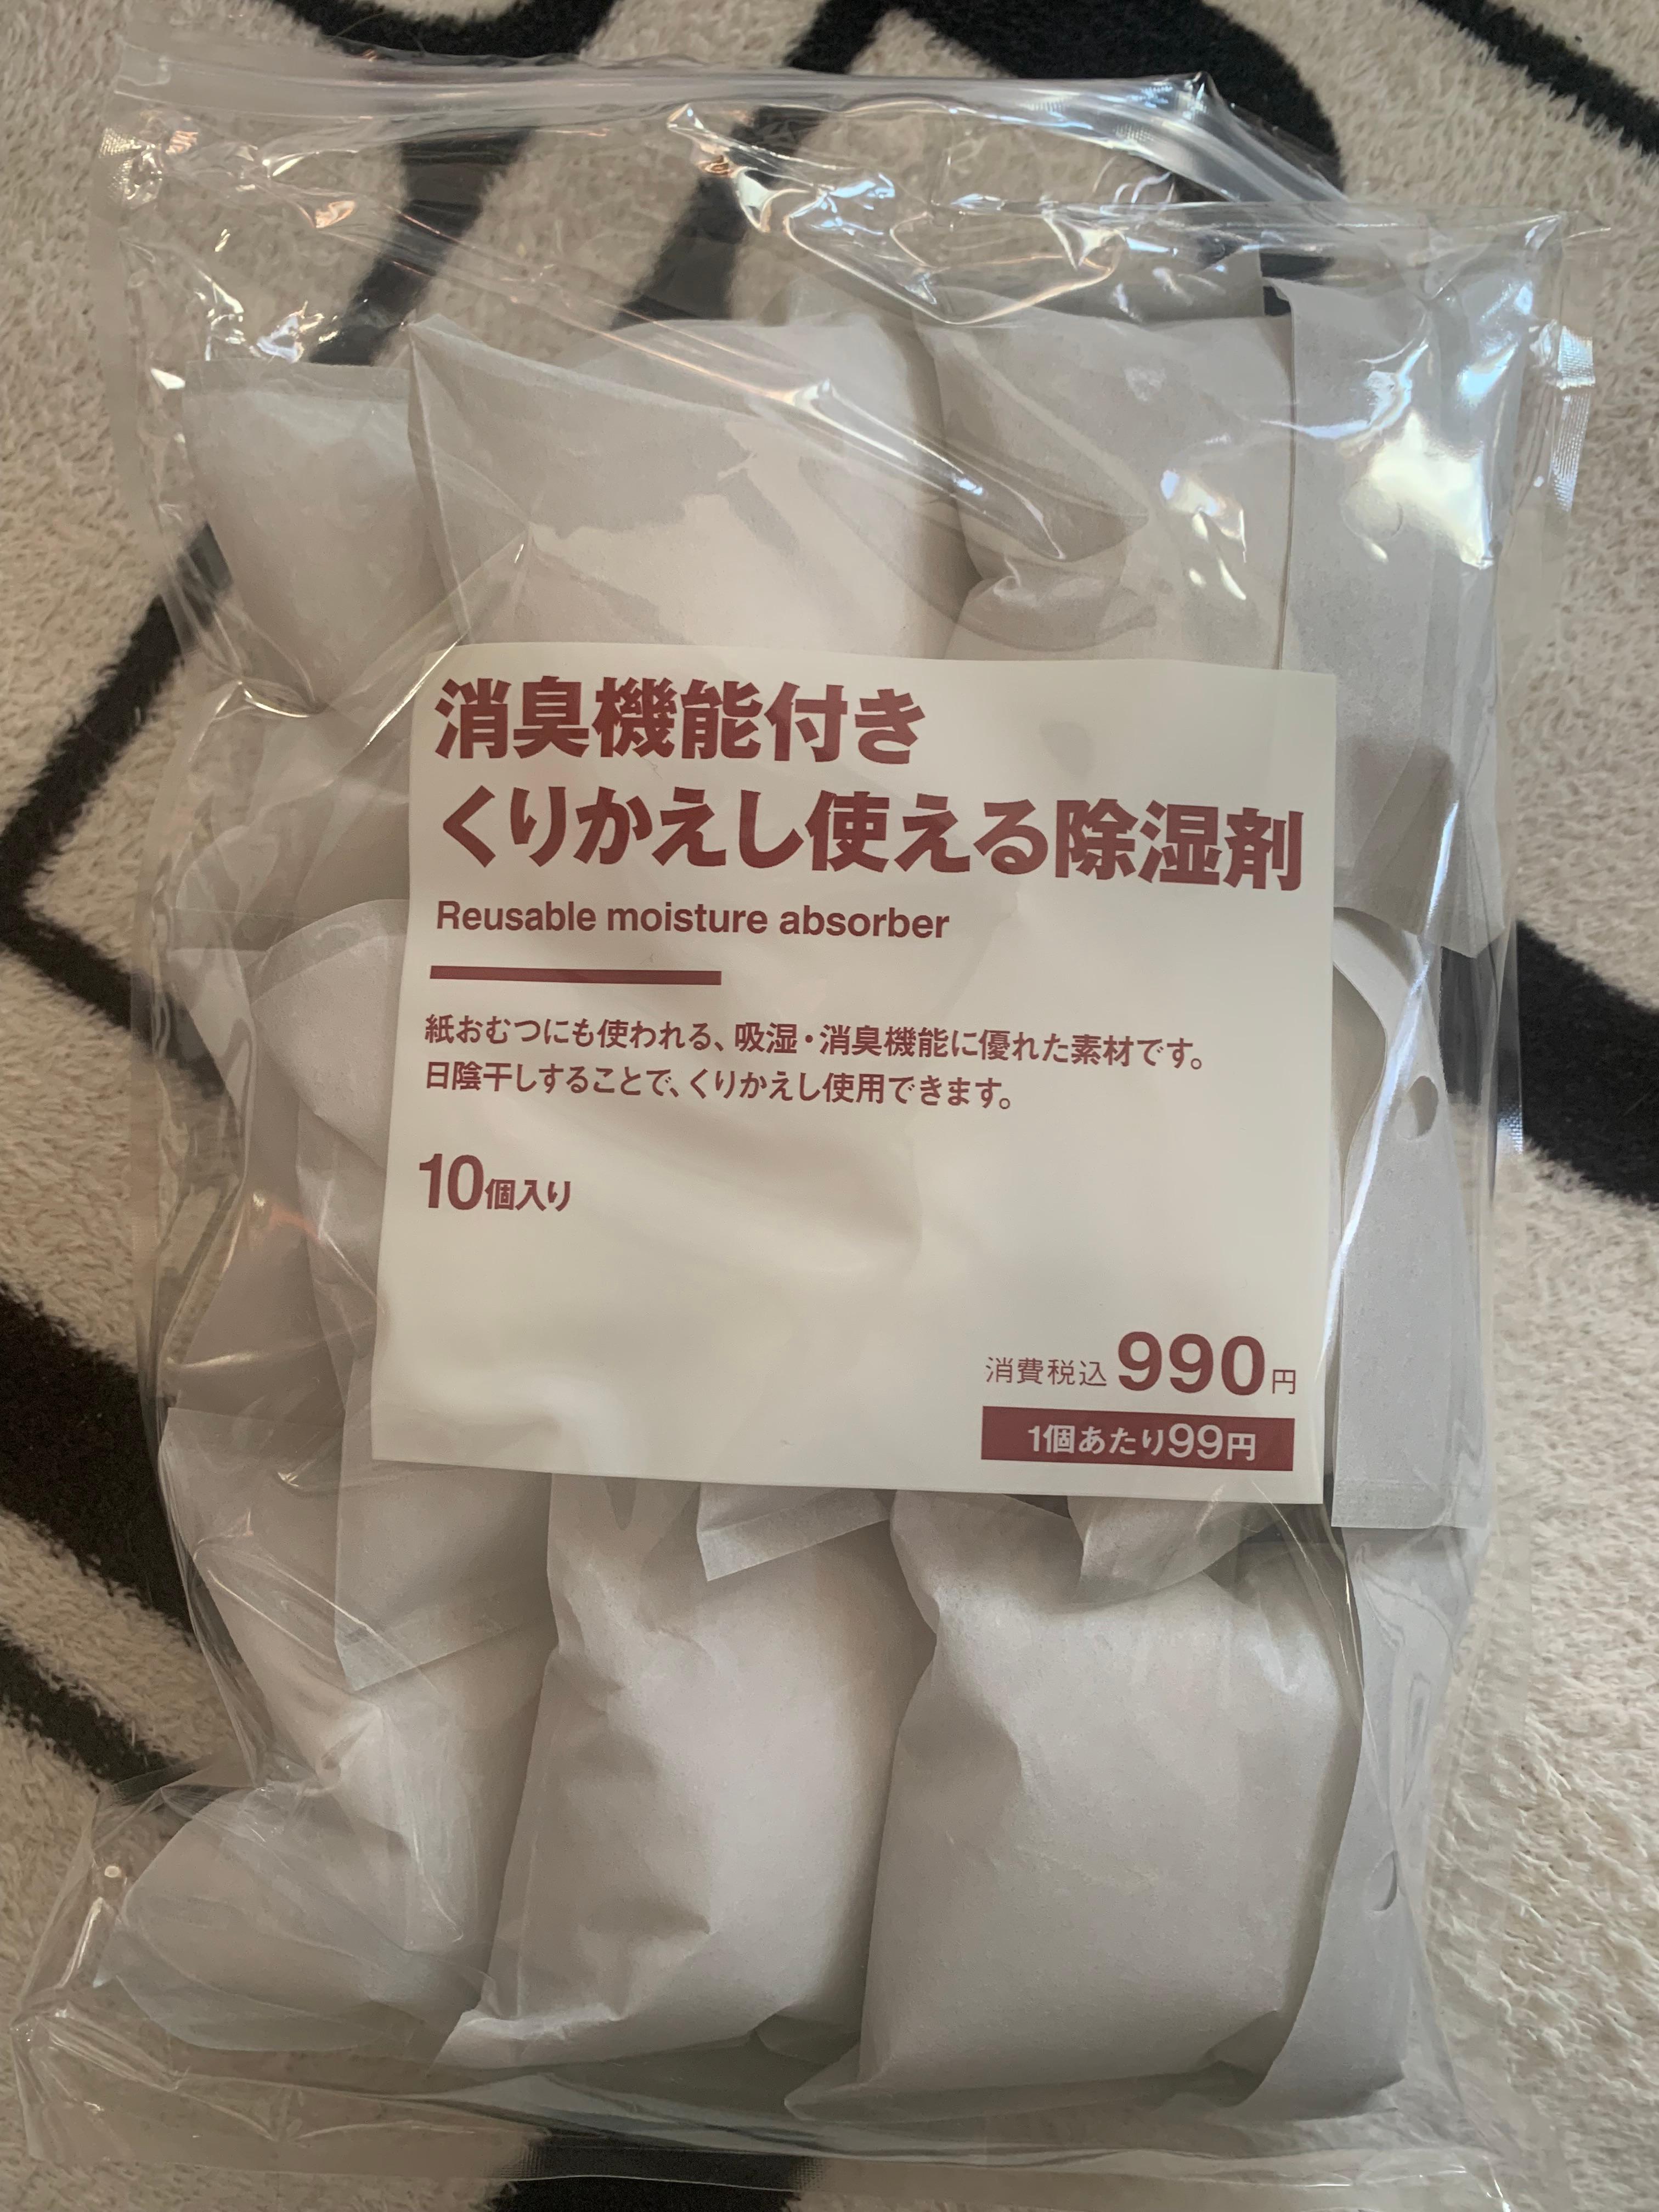 消臭機能付き
くりかえし使える除湿剤
Reusable moisture absorber
紙おむつにも使われる、吸湿・消臭機能に優れた素材です。
日陰干しすることで、くりかえし使用できます。
10個入り
消費税込990円
1個あたり99円